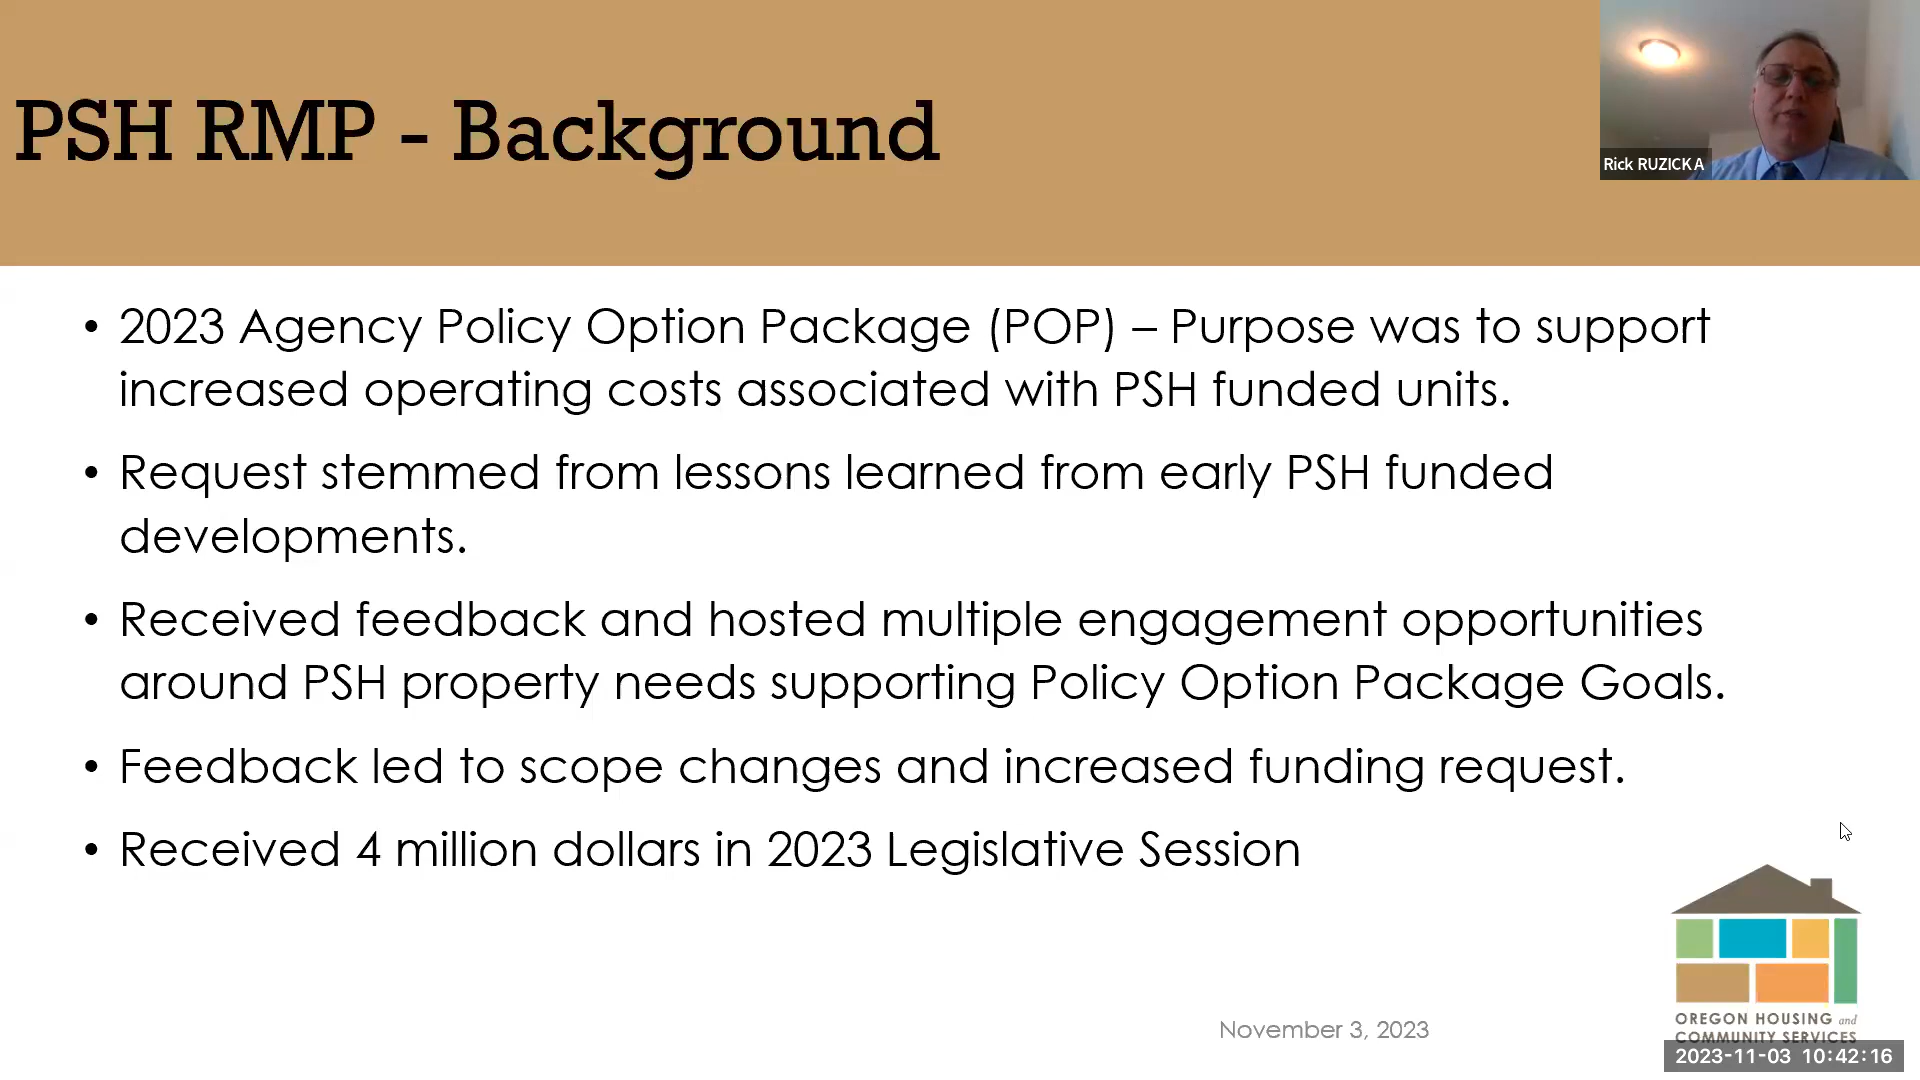 PSH RMP - Background
Rick RUZICKA
• 2023 Agency Policy Option Package (POP) – Purpose was to support
increased operating costs associated with PSH funded units.
• Request stemmed from lessons learned from early PSH funded
developments.
• Received feedback and hosted multiple engagement opportunities
around PSH property needs supporting Policy Option Package Goals.
• Feedback led to scope changes and increased funding request.
• Received 4 million dollars in 2023 Legislative Session
November 3, 2023
OREGON HOUSING and
COMMUNITY SERVICES
2023-11-03 10:42:16